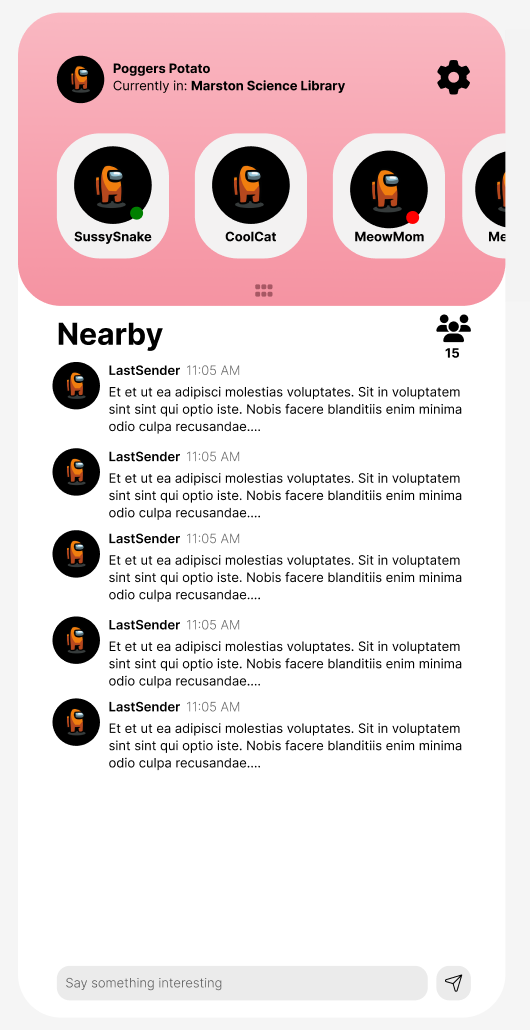 Poggers Potato
Currently in: Marston Science Library
SussySnake
CoolCat
MeowMom
Me
Nearby
15
LastSender 11:05 AM
Et et ut ea adipisci molestias voluptates. Sit in voluptatem
sint sint qui optio iste. Nobis facere blanditiis enim minima
odio culpa recusandae....
LastSender 11:05 AM
Et et ut ea adipisci molestias voluptates. Sit in voluptatem
sint sint qui optio iste. Nobis facere blanditiis enim minima
odio culpa recusandae....
LastSender 11:05 AM
Et et ut ea adipisci molestias voluptates. Sit in voluptatem
sint sint qui optio iste. Nobis facere blanditiis enim minima
odio culpa recusandae....
LastSender 11:05 AM
Et et ut ea adipisci molestias voluptates. Sit in voluptatem
sint sint qui optio iste. Nobis facere blanditiis enim minima
odio culpa recusandae....
LastSender 11:05 AM
Et et ut ea adipisci molestias voluptates. Sit in voluptatem
sint sint qui optio iste. Nobis facere blanditiis enim minima
odio culpa recusandae....
Say something interesting